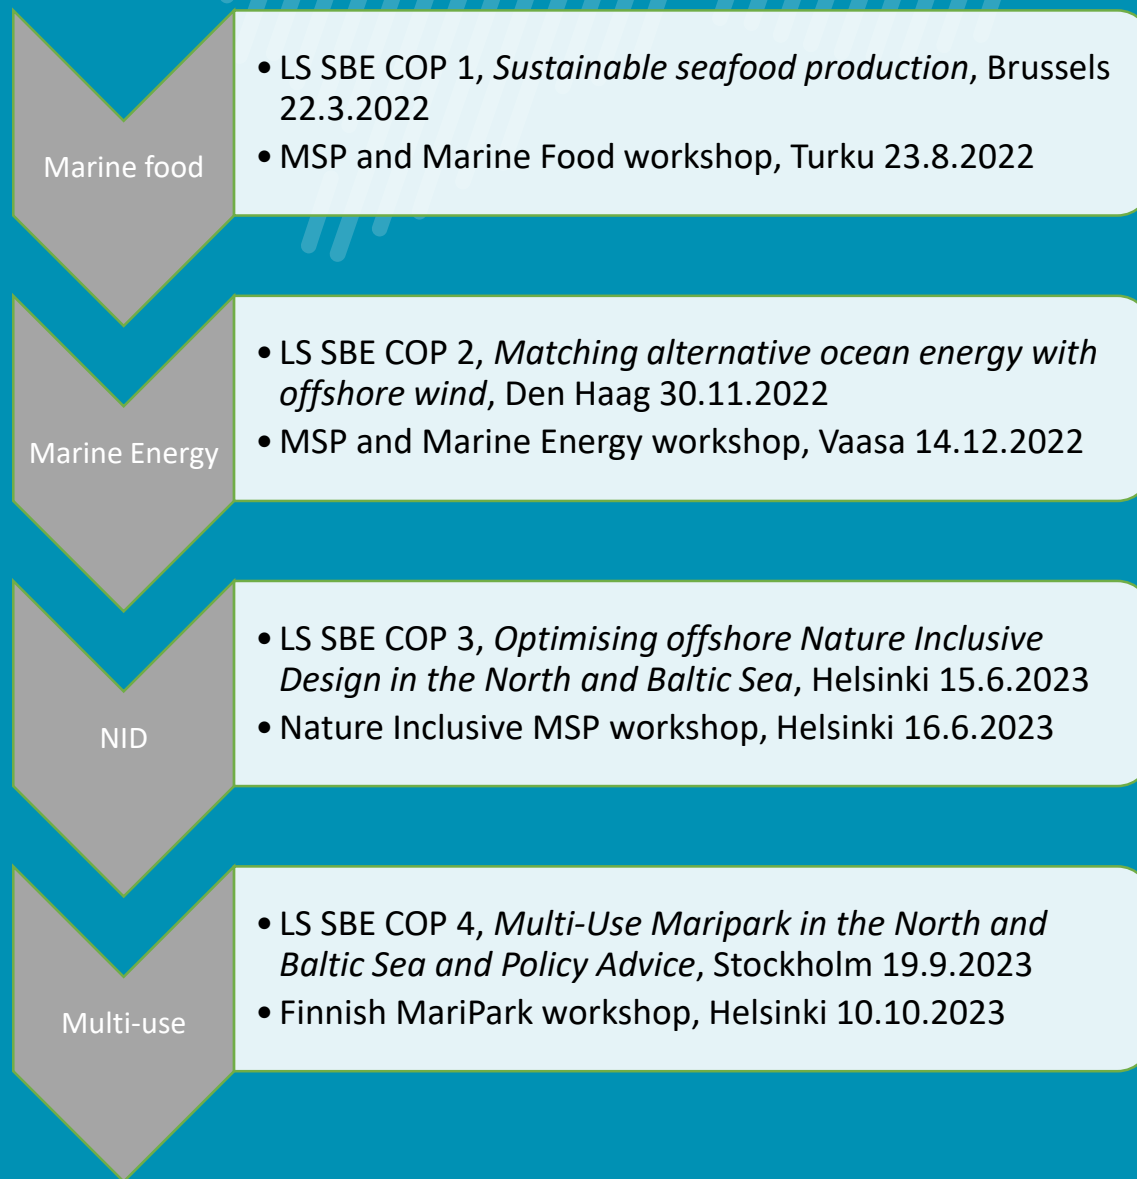 Marine food
• LS SBE COP 1, Sustainable seafood production, Brussels
22.3.2022
• MSP and Marine Food workshop, Turku 23.8.2022
Marine Energy
• LS SBE COP 2, Matching alternative ocean energy with
offshore wind, Den Haag 30.11.2022
• MSP and Marine Energy workshop, Vaasa 14.12.2022
NID
• LS SBE COP 3, Optimising offshore Nature Inclusive
Design in the North and Baltic Sea, Helsinki 15.6.2023
• Nature Inclusive MSP workshop, Helsinki 16.6.2023
Multi-use
• LS SBE COP 4, Multi-Use Maripark in the North and
Baltic Sea and Policy Advice, Stockholm 19.9.2023
• Finnish MariPark workshop, Helsinki 10.10.2023